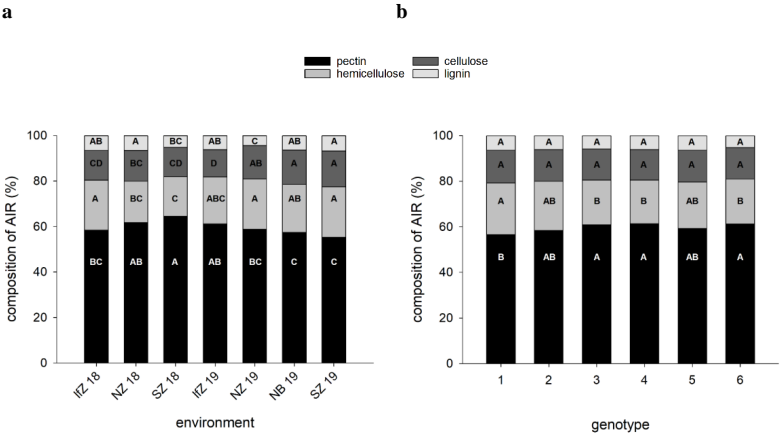 a
b
pectin
cellulose
hemicellulose
lignin
composition of AIR (%)
100
80
60
40
20
0
AB A BC AB C AB A
CD BC CD D AB A A
A BC C ABC A AB A
BC AB A AB BC C C
IfZ 18 NZ 18 SZ 18 IfZ 19 NZ 19 NB 19 SZ 19
environment
composition of AIR (%)
100
80
60
40
20
0
A A A A A A
A A A A A A
A AB B B AB B
B AB A A AB A
1 2 3 4 5 6
genotype